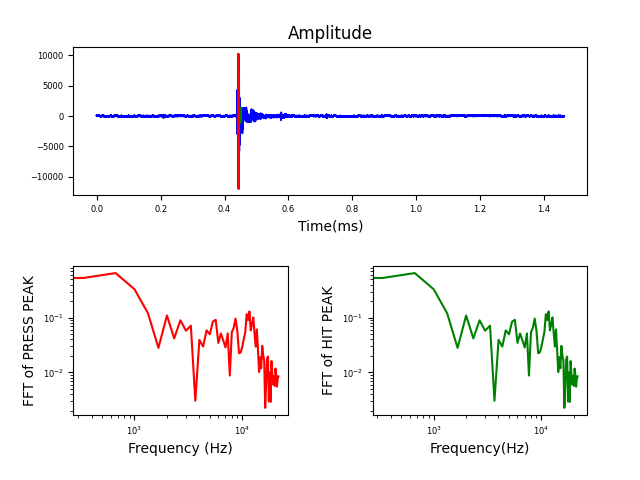 Amplitude
10000
5000
0
−5000
−10000
0.0 0.2 0.4 0.6 0.8 1.0 1.2 1.4
Time(ms)
FFT of PRESS PEAK
10⁻¹
10⁻²
10³ 10⁴
Frequency (Hz)
FFT of HIT PEAK
10⁻¹
10⁻²
10³ 10⁴
Frequency(Hz)